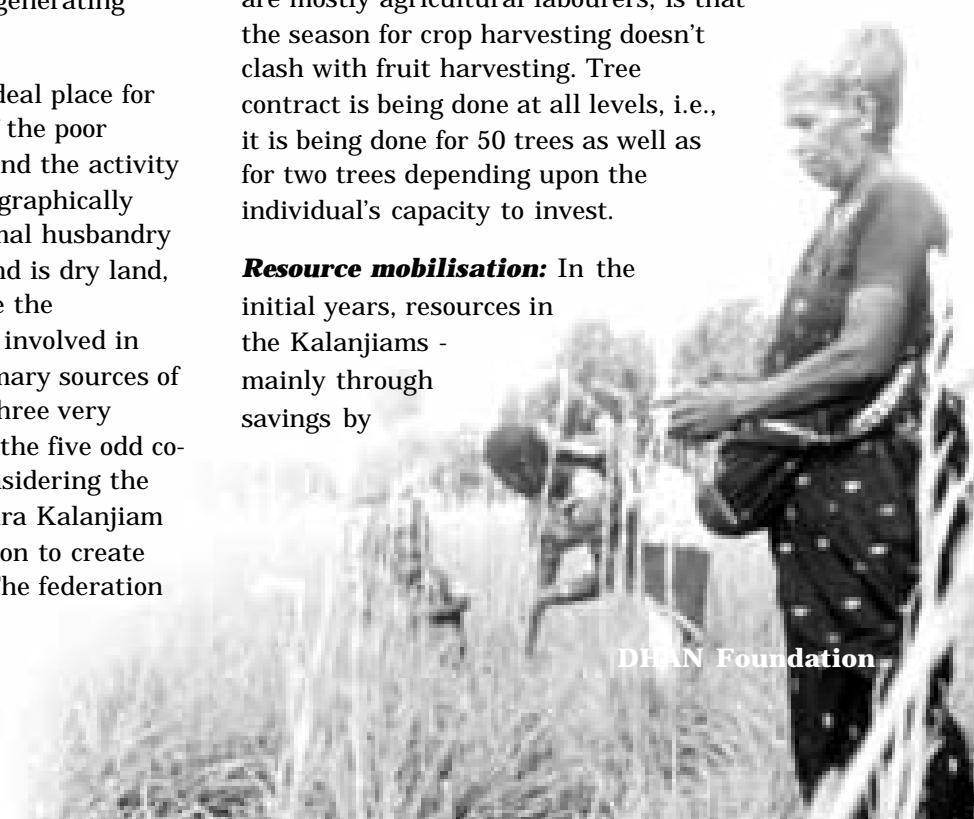 generating
deal place for
the poor
nd the activity
graphically
nal husbandry
nd is dry land,
e the
involved in
mary sources of
hree very
the five odd co-
nsidering the
ra Kalanjiam
on to create
he federation
are mostly agricultural labourers, is that
the season for crop harvesting doesn't
clash with fruit harvesting. Tree
contract is being done at all levels, i.e.,
it is being done for 50 trees as well as
for two trees depending upon the
individual's capacity to invest.
Resource mobilisation: In the
initial years, resources in
the Kalanjiams -
mainly through
savings by
DHAN Foundation